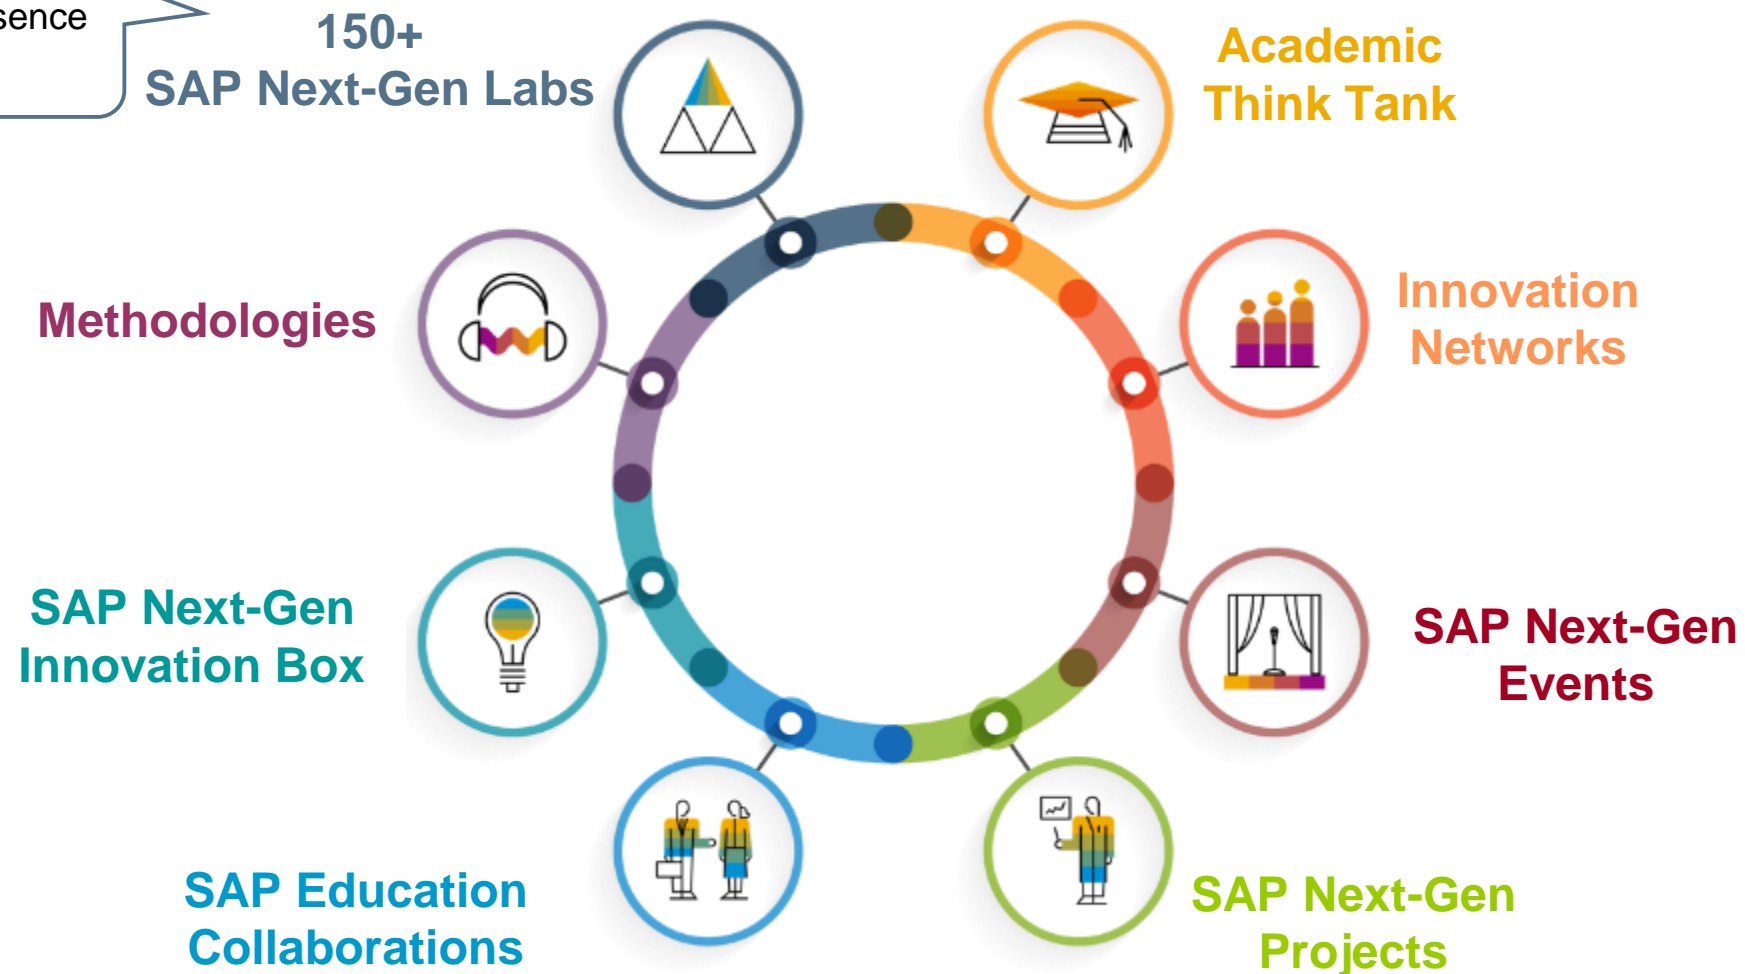 150+
SAP Next-Gen Labs
Academic
Think Tank
Innovation
Networks
SAP Next-Gen
Events
SAP Next-Gen
Projects
SAP Education
Collaborations
SAP Next-Gen
Innovation Box
Methodologies